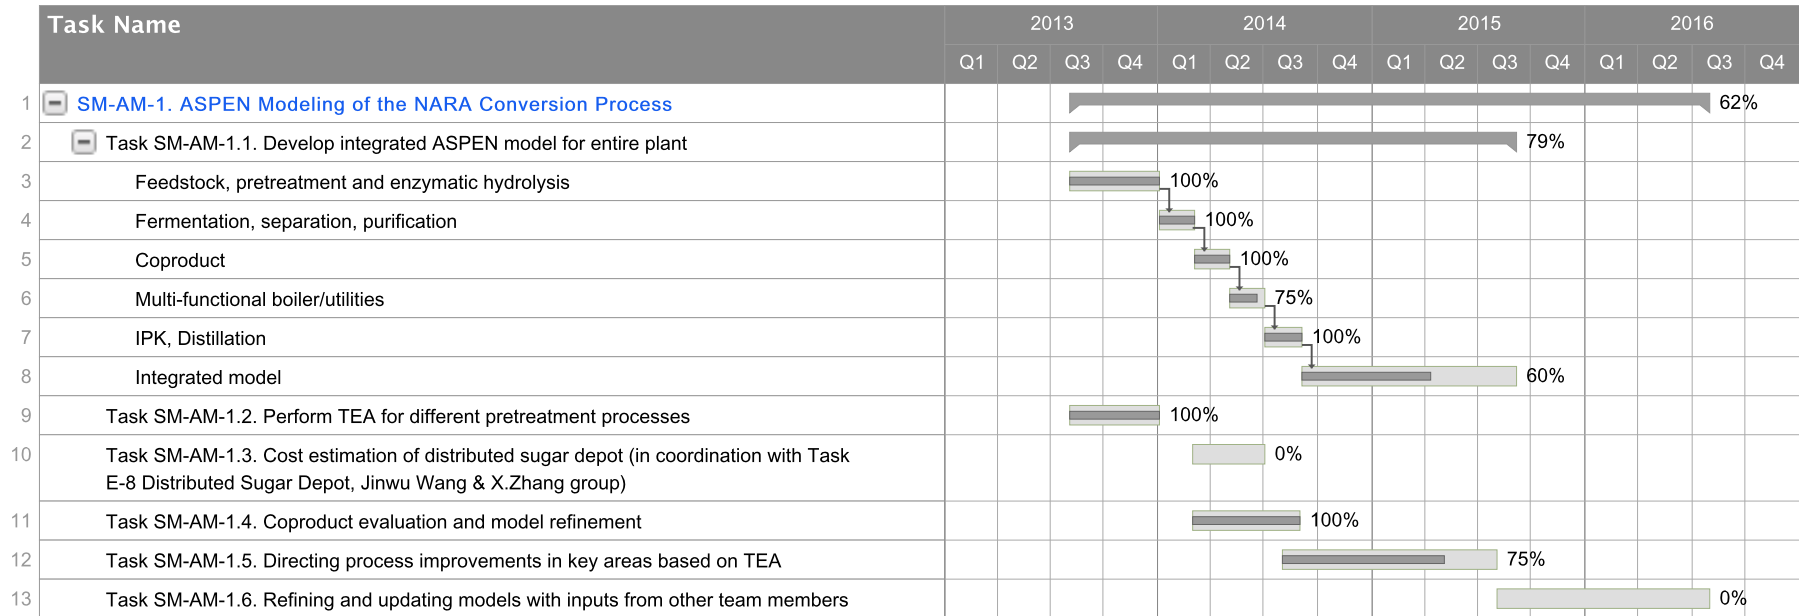 Task Name 2013 2014 2015 2016
Q1 Q2 Q3 Q4 Q1 Q2 Q3 Q4 Q1 Q2 Q3 Q4 Q1 Q2 Q3 Q4
1 SM-AM-1. ASPEN Modeling of the NARA Conversion Process 62%
2 Task SM-AM-1.1. Develop integrated ASPEN model for entire plant 79%
3 Feedstock, pretreatment and enzymatic hydrolysis 100%
4 Fermentation, separation, purification 100%
5 Coproduct 100%
6 Multi-functional boiler/utilities 75%
7 IPK, Distillation 100%
8 Integrated model 60%
9 Task SM-AM-1.2. Perform TEA for different pretreatment processes 100%
10 Task SM-AM-1.3. Cost estimation of distributed sugar depot (in coordination with Task 0%
E-8 Distributed Sugar Depot, Jinwu Wang & X.Zhang group)
11 Task SM-AM-1.4. Coproduct evaluation and model refinement 100%
12 Task SM-AM-1.5. Directing process improvements in key areas based on TEA 75%
13 Task SM-AM-1.6. Refining and updating models with inputs from other team members 0%